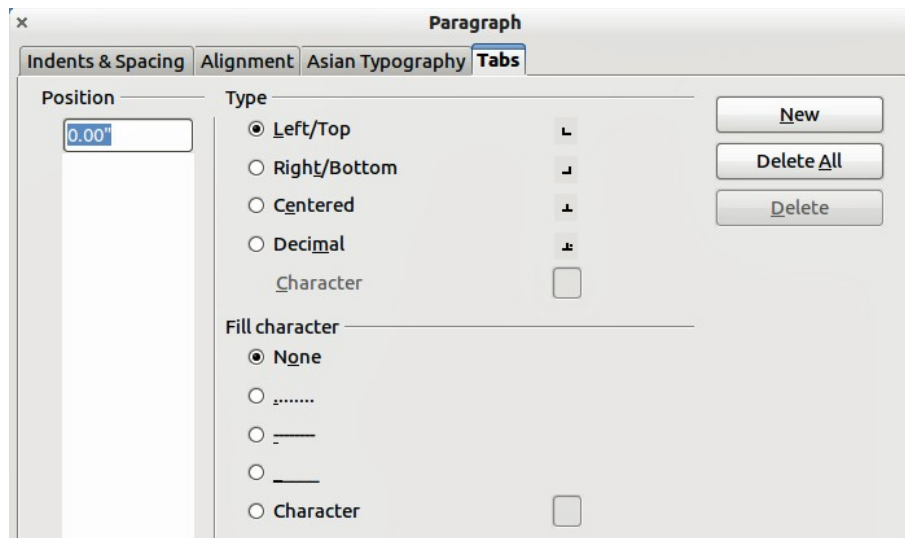 Paragraph
Indents & Spacing Alignment Asian Typography Tabs
Position
0.00"
Type
Left/Top
Right/Bottom
Centered
Decimal
Character
Fill character
None
........
-------
_____
Character
New
Delete All
Delete